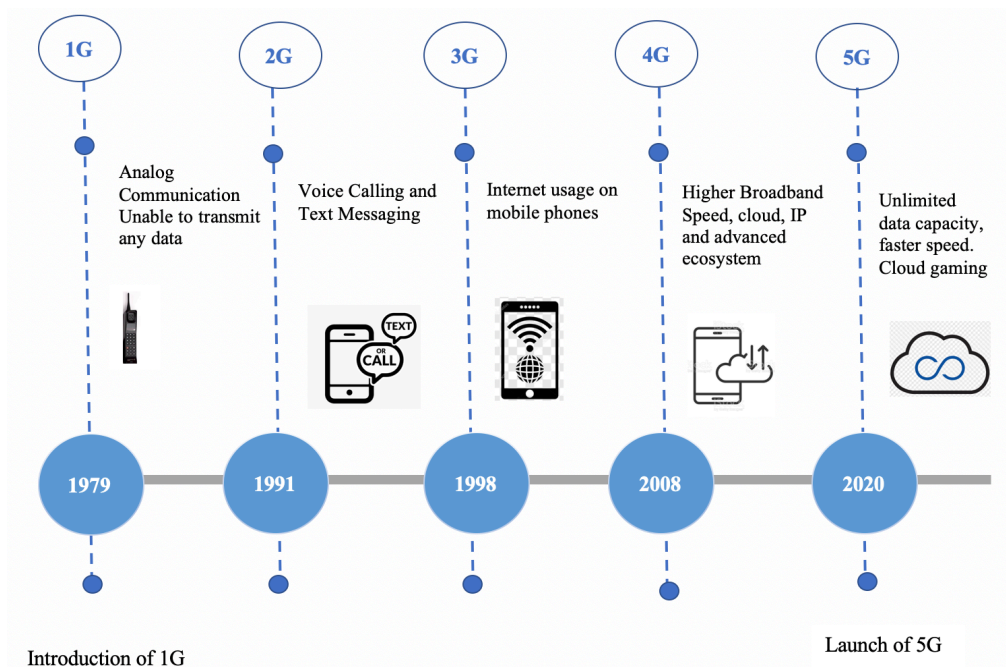 1G
2G
3G
4G
5G
Analog
Communication
Unable to transmit
any data
Voice Calling and
Text Messaging
Internet usage on
mobile phones
Higher Broadband
Speed, cloud, IP
and advanced
ecosystem
Unlimited
data capacity,
faster speed.
Cloud gaming
TEXT
OR
CALL
1979
1991
1998
2008
2020
Introduction of 1G
Launch of 5G